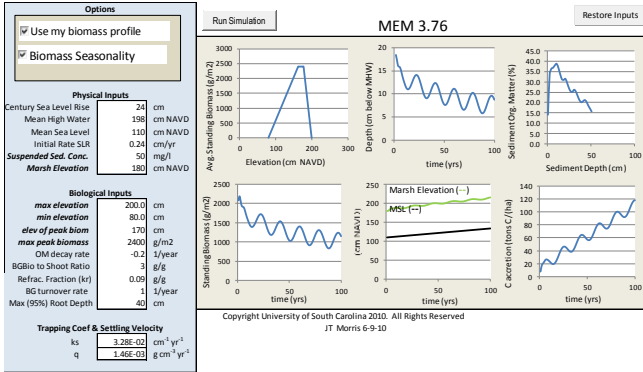 Options
Use my biomass profile
Biomass Seasonality
Physical Inputs
Century Sea Level Rise 24 cm
Mean High Water 198 cm NAVD
Mean Sea Level 110 cm NAVD
Initial Rate SLR 0.24 cm/yr
Suspended Sed. Conc. 50 mg/l
Marsh Elevation 180 cm NAVD
Biological Inputs
max elevation 200.0 cm
min elevation 80.0 cm
elev of peak biom 170 cm
max peak biomass 2400 g/m2
OM decay rate -0.2 1/year
BGBio to Shoot Ratio 3 g/g
Refrac. Fraction (kr) 0.09 g/g
BG turnover rate 1 1/year
Max (95%) Root Depth 40 cm
Trapping Coef & Settling Velocity
ks 3.28E-02 cm-1 yr-1
q 1.46E-03 g cm-3 yr-1
Run Simulation
MEM 3.76
Restore Inputs
Avg. Standing Biomass (g/m2)
3000
2500
2000
1500
1000
500
0
0 100 200 300
Elevation (cm NAVD)
Depth (cm below MHW)
20
15
10
5
0
0 50 100
time (yrs)
Sediment Org. Matter (%)
45.0
40.0
35.0
30.0
25.0
20.0
15.0
10.0
5.0
0.0
0 50 100
Sediment Depth (cm)
Standing Biomass (g/m2)
2500
2000
1500
1000
500
0
0 50 100
time (yrs)
(cm NAVD)
250
200
150
100
50
0
Marsh Elevation (--)
MSL (--)
0 50 100
time (yrs)
C accretion (tons C/(ha)
140
120
100
80
60
40
20
0
0 50 100
time (yrs)
Copyright University of South Carolina 2010. All Rights Reserved
JT Morris 6-9-10